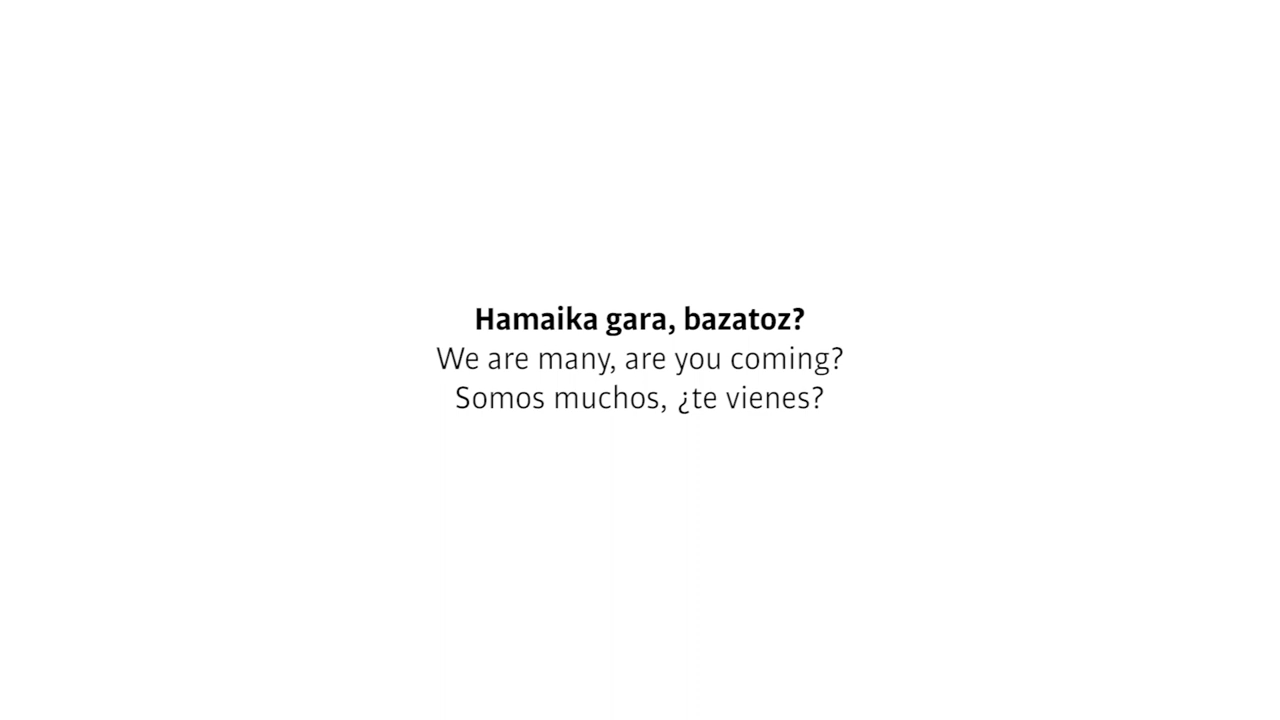 Hamaika gara, bazatoz?
We are many, are you coming?
Somos muchos, ¿te vienes?